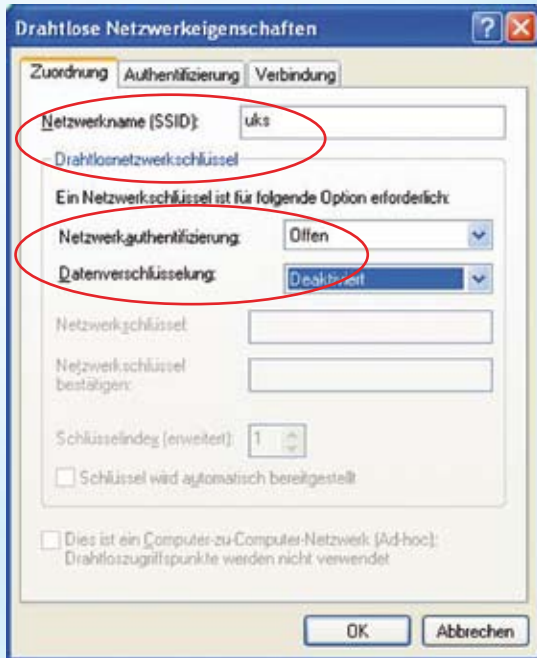 Drahtlose Netzwerkeigenschaften
Zuordnung Authentifizierung Verbindung
Netzwerkname (SSID): uks
Drahtlosnetzwerkschlüssel
Ein Netzwerkschlüssel ist für folgende Option erforderlich:
Netzwerkauthentifizierung: Offen
Datenverschlüsselung: Deaktiviert
Netzwerkschlüssel:
Netzwerkschlüssel
bestätigen:
Schlüsselindex (erweitert): 1
Schlüssel wird automatisch bereitgestellt
Dies ist ein Computer-zu-Computer-Netzwerk (Ad-hoc);
Drahtloszugriffspunkte werden nicht verwendet
OK Abbrechen